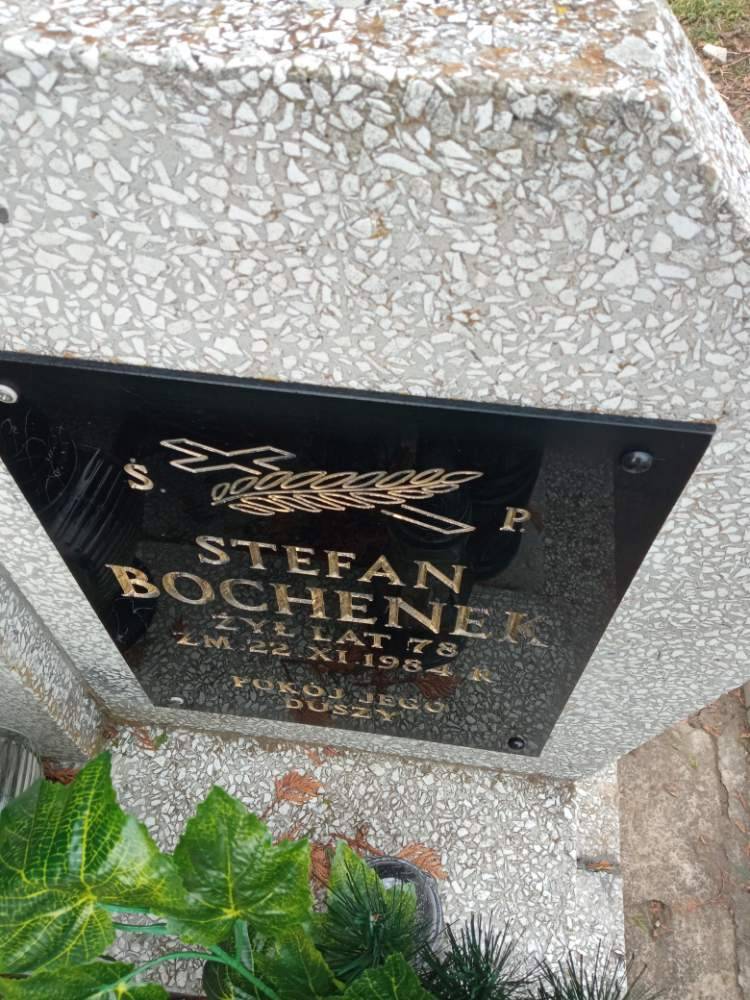 Ś P.
STEFAN
BOCHENEK
ŻYŁ LAT 78
ZM. 22.XI.1984 R
POKÓJ JEGO
DUSZY